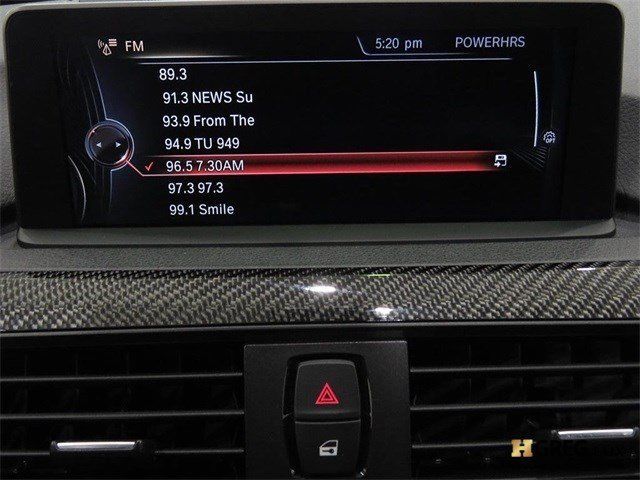 FM 5:20 pm POWERHRS
89.3
91.3 NEWS Su
93.9 From The
94.9 TU 949
96.5 7.30AM
97.3 97.3
99.1 Smile
OPT